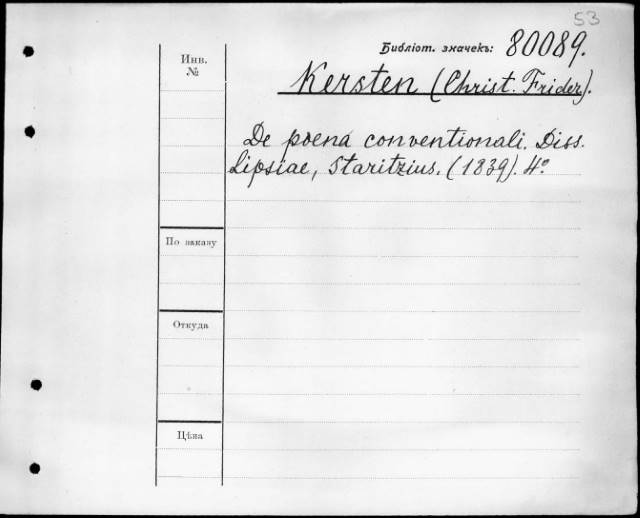 53
Библіот. значекъ: 80089.
Инв.
№
Kersten (Christ. Frider).
De poena conventionali. Diss.
Lipsiae, Staritzius. (1839). 4º
По заказу
Откуда
Цѣна